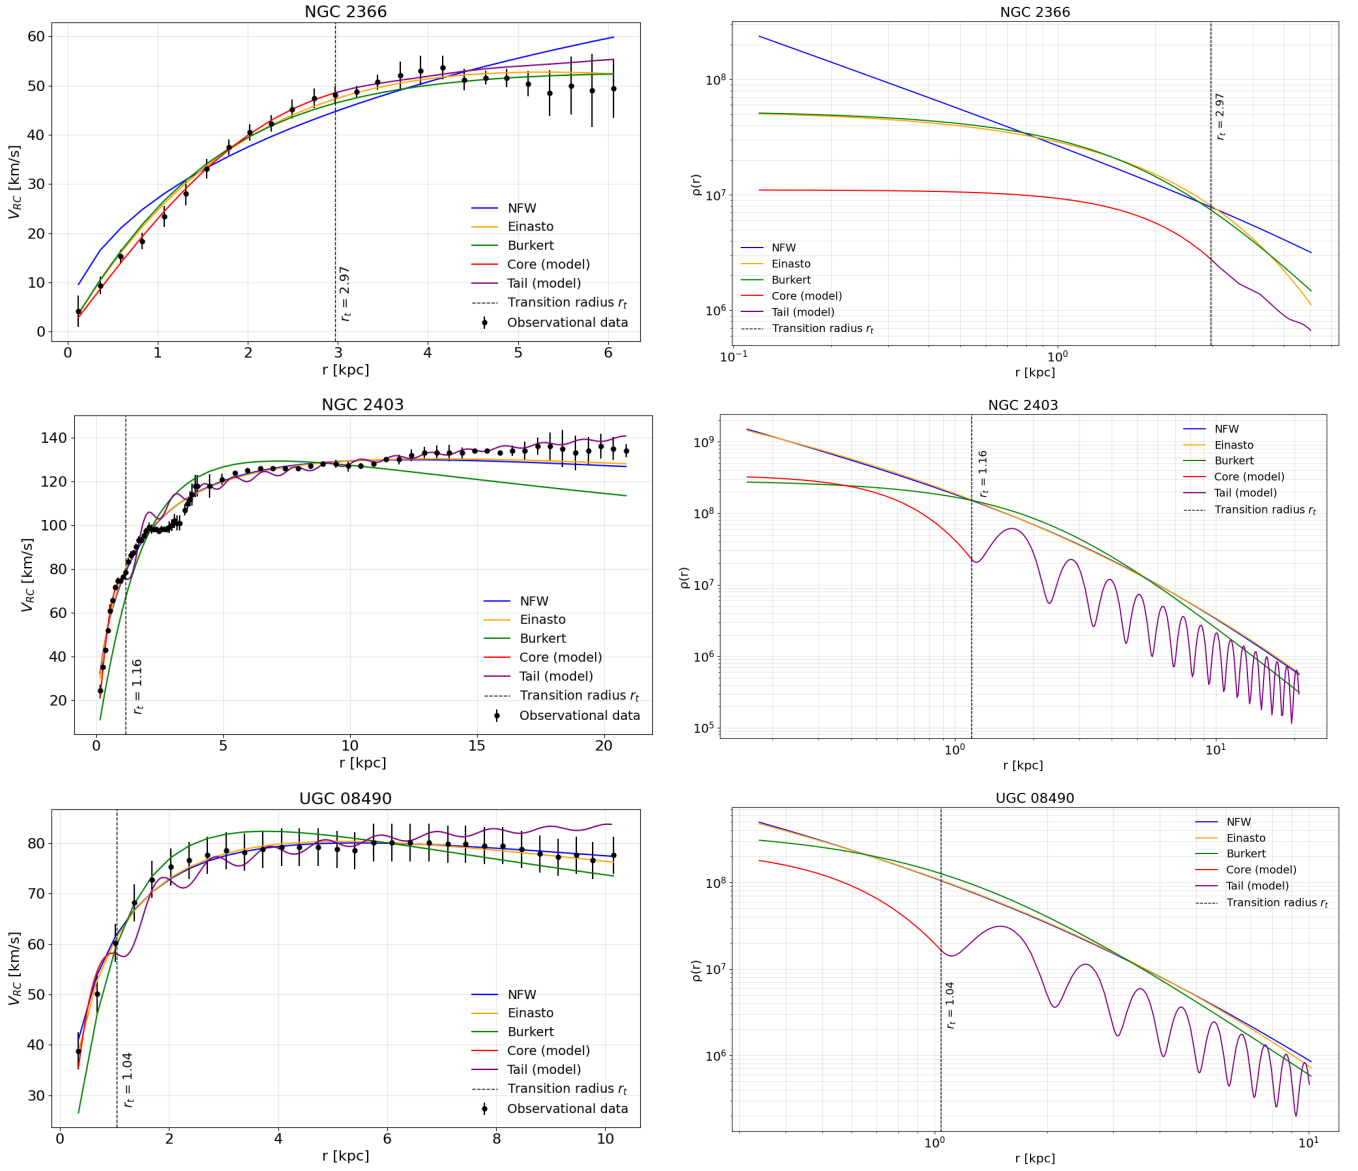 NGC 2366
V_RC [km/s]
60
50
40
30
20
10
0
NFW
Einasto
Burkert
Core (model)
Tail (model)
Transition radius r_t
Observational data
r_t = 2.97
0 1 2 3 4 5 6
r [kpc]
NGC 2366
ρ(r)
10^8
10^7
10^6
r_t = 2.97
NFW
Einasto
Burkert
Core (model)
Tail (model)
Transition radius r_t
10^−1 10^0
r [kpc]
NGC 2403
V_RC [km/s]
140
120
100
80
60
40
20
NFW
Einasto
Burkert
Core (model)
Tail (model)
Transition radius r_t
Observational data
r_t = 1.16
0 5 10 15 20
r [kpc]
NGC 2403
ρ(r)
10^9
10^8
10^7
10^6
10^5
r_t = 1.16
NFW
Einasto
Burkert
Core (model)
Tail (model)
Transition radius r_t
10^0 10^1
r [kpc]
UGC 08490
V_RC [km/s]
80
70
60
50
40
30
NFW
Einasto
Burkert
Core (model)
Tail (model)
Transition radius r_t
Observational data
r_t = 1.04
0 2 4 6 8 10
r [kpc]
UGC 08490
ρ(r)
10^8
10^7
10^6
r_t = 1.04
NFW
Einasto
Burkert
Core (model)
Tail (model)
Transition radius r_t
10^0 10^1
r [kpc]